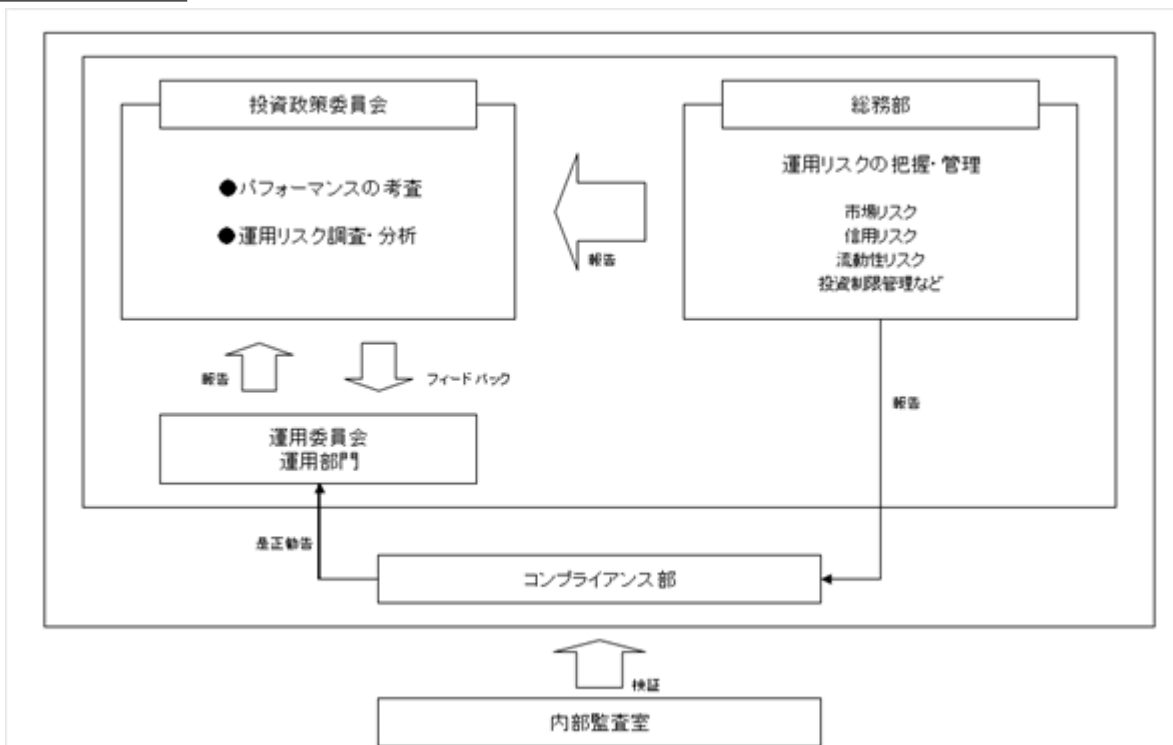 投資政策委員会
総務部
●パフォーマンスの考査
●運用リスク調査・分析
運用リスクの把握・管理
市場リスク
信用リスク
流動性リスク
投資制限管理など
報告
報告
フィードバック
報告
運用委員会
運用部門
是正勧告
コンプライアンス部
検証
内部監査室